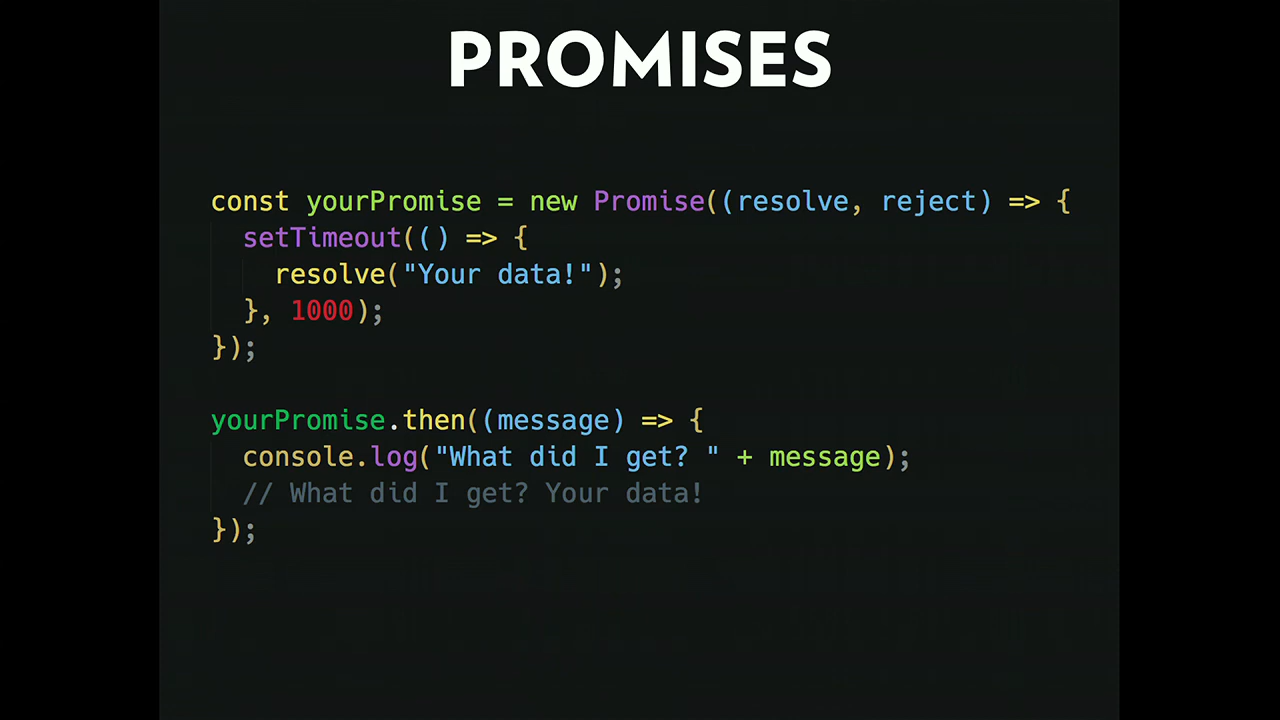 PROMISES
const yourPromise = new Promise((resolve, reject) => {
  setTimeout(() => {
    resolve("Your data!");
  }, 1000);
});
yourPromise.then((message) => {
  console.log("What did I get? " + message);
  // What did I get? Your data!
});